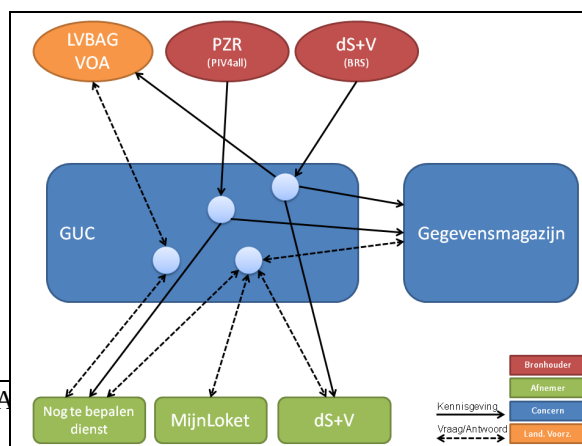 LVBAG
VOA
PZR
(PIV4all)
dS+V
(BRS)
GUC
Gegevensmagazijn
A
Nog te bepalen
dienst
MijnLoket
dS+V
Kennisgeving
Vraag/Antwoord
Bronhouder
Afnemer
Concern
Land. Voorz.